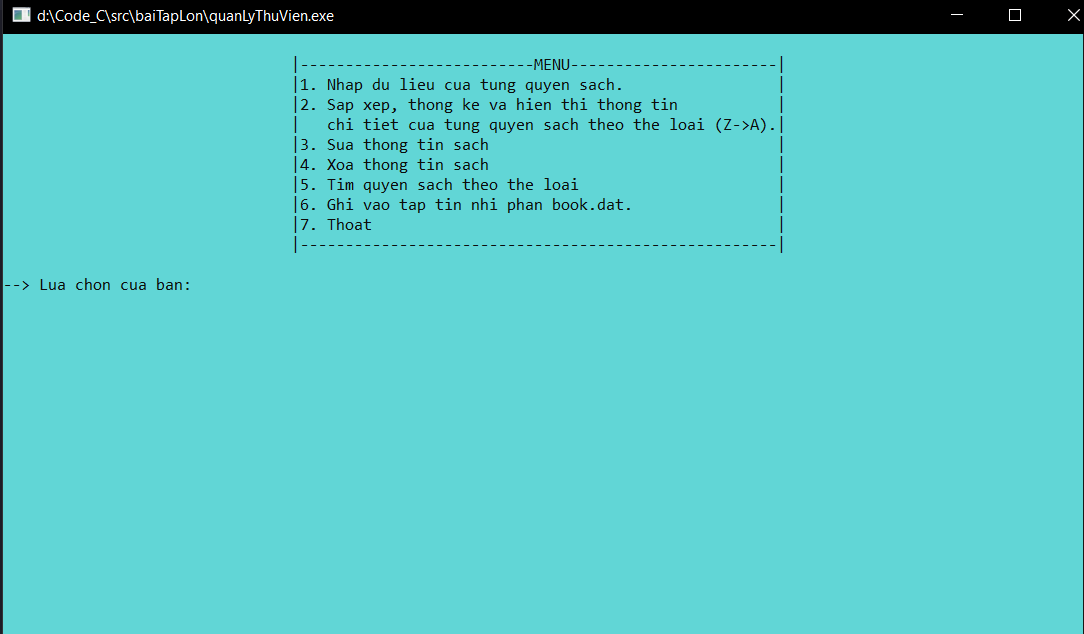 d:\Code_C\src\baiTapLon\quanLyThuVien.exe
|--------------------------MENU-----------------------|
|1. Nhap du lieu cua tung quyen sach.                 |
|2. Sap xep, thong ke va hien thi thong tin           |
|   chi tiet cua tung quyen sach theo the loai (Z->A).|
|3. Sua thong tin sach                                |
|4. Xoa thong tin sach                                |
|5. Tim quyen sach theo the loai                      |
|6. Ghi vao tap tin nhi phan book.dat.                |
|7. Thoat                                             |
|-----------------------------------------------------|
--> Lua chon cua ban: